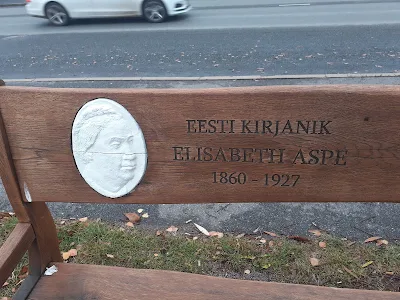 EESTI KIRJANIK
ELISABETH ASPE
1860 - 1927